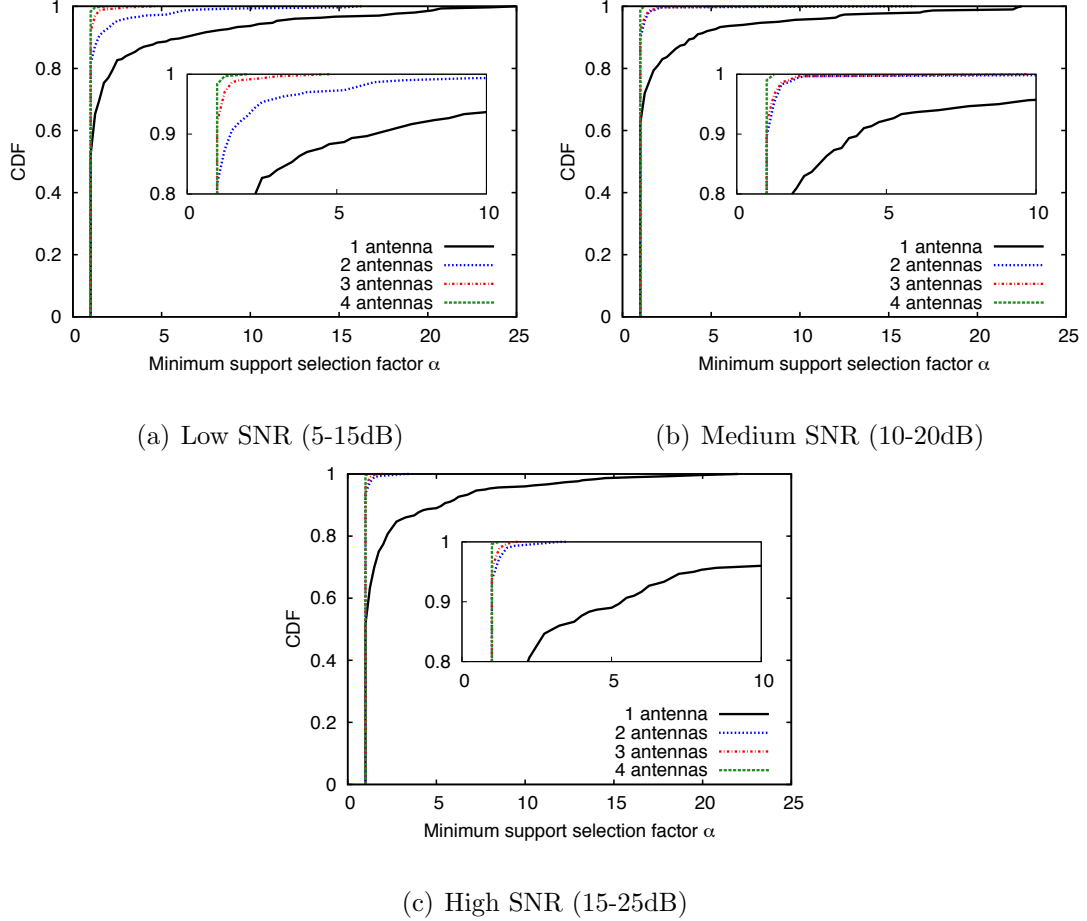 1
0.8
0.6
0.4
0.2
0
0 5 10 15 20 25
CDF
Minimum support selection factor α
1
0.9
0.8
0 5 10
1 antenna
2 antennas
3 antennas
4 antennas
(a) Low SNR (5-15dB)
1
0.8
0.6
0.4
0.2
0
0 5 10 15 20 25
CDF
Minimum support selection factor α
1
0.9
0.8
0 5 10
1 antenna
2 antennas
3 antennas
4 antennas
(b) Medium SNR (10-20dB)
1
0.8
0.6
0.4
0.2
0
0 5 10 15 20 25
CDF
Minimum support selection factor α
1
0.9
0.8
0 5 10
1 antenna
2 antennas
3 antennas
4 antennas
(c) High SNR (15-25dB)